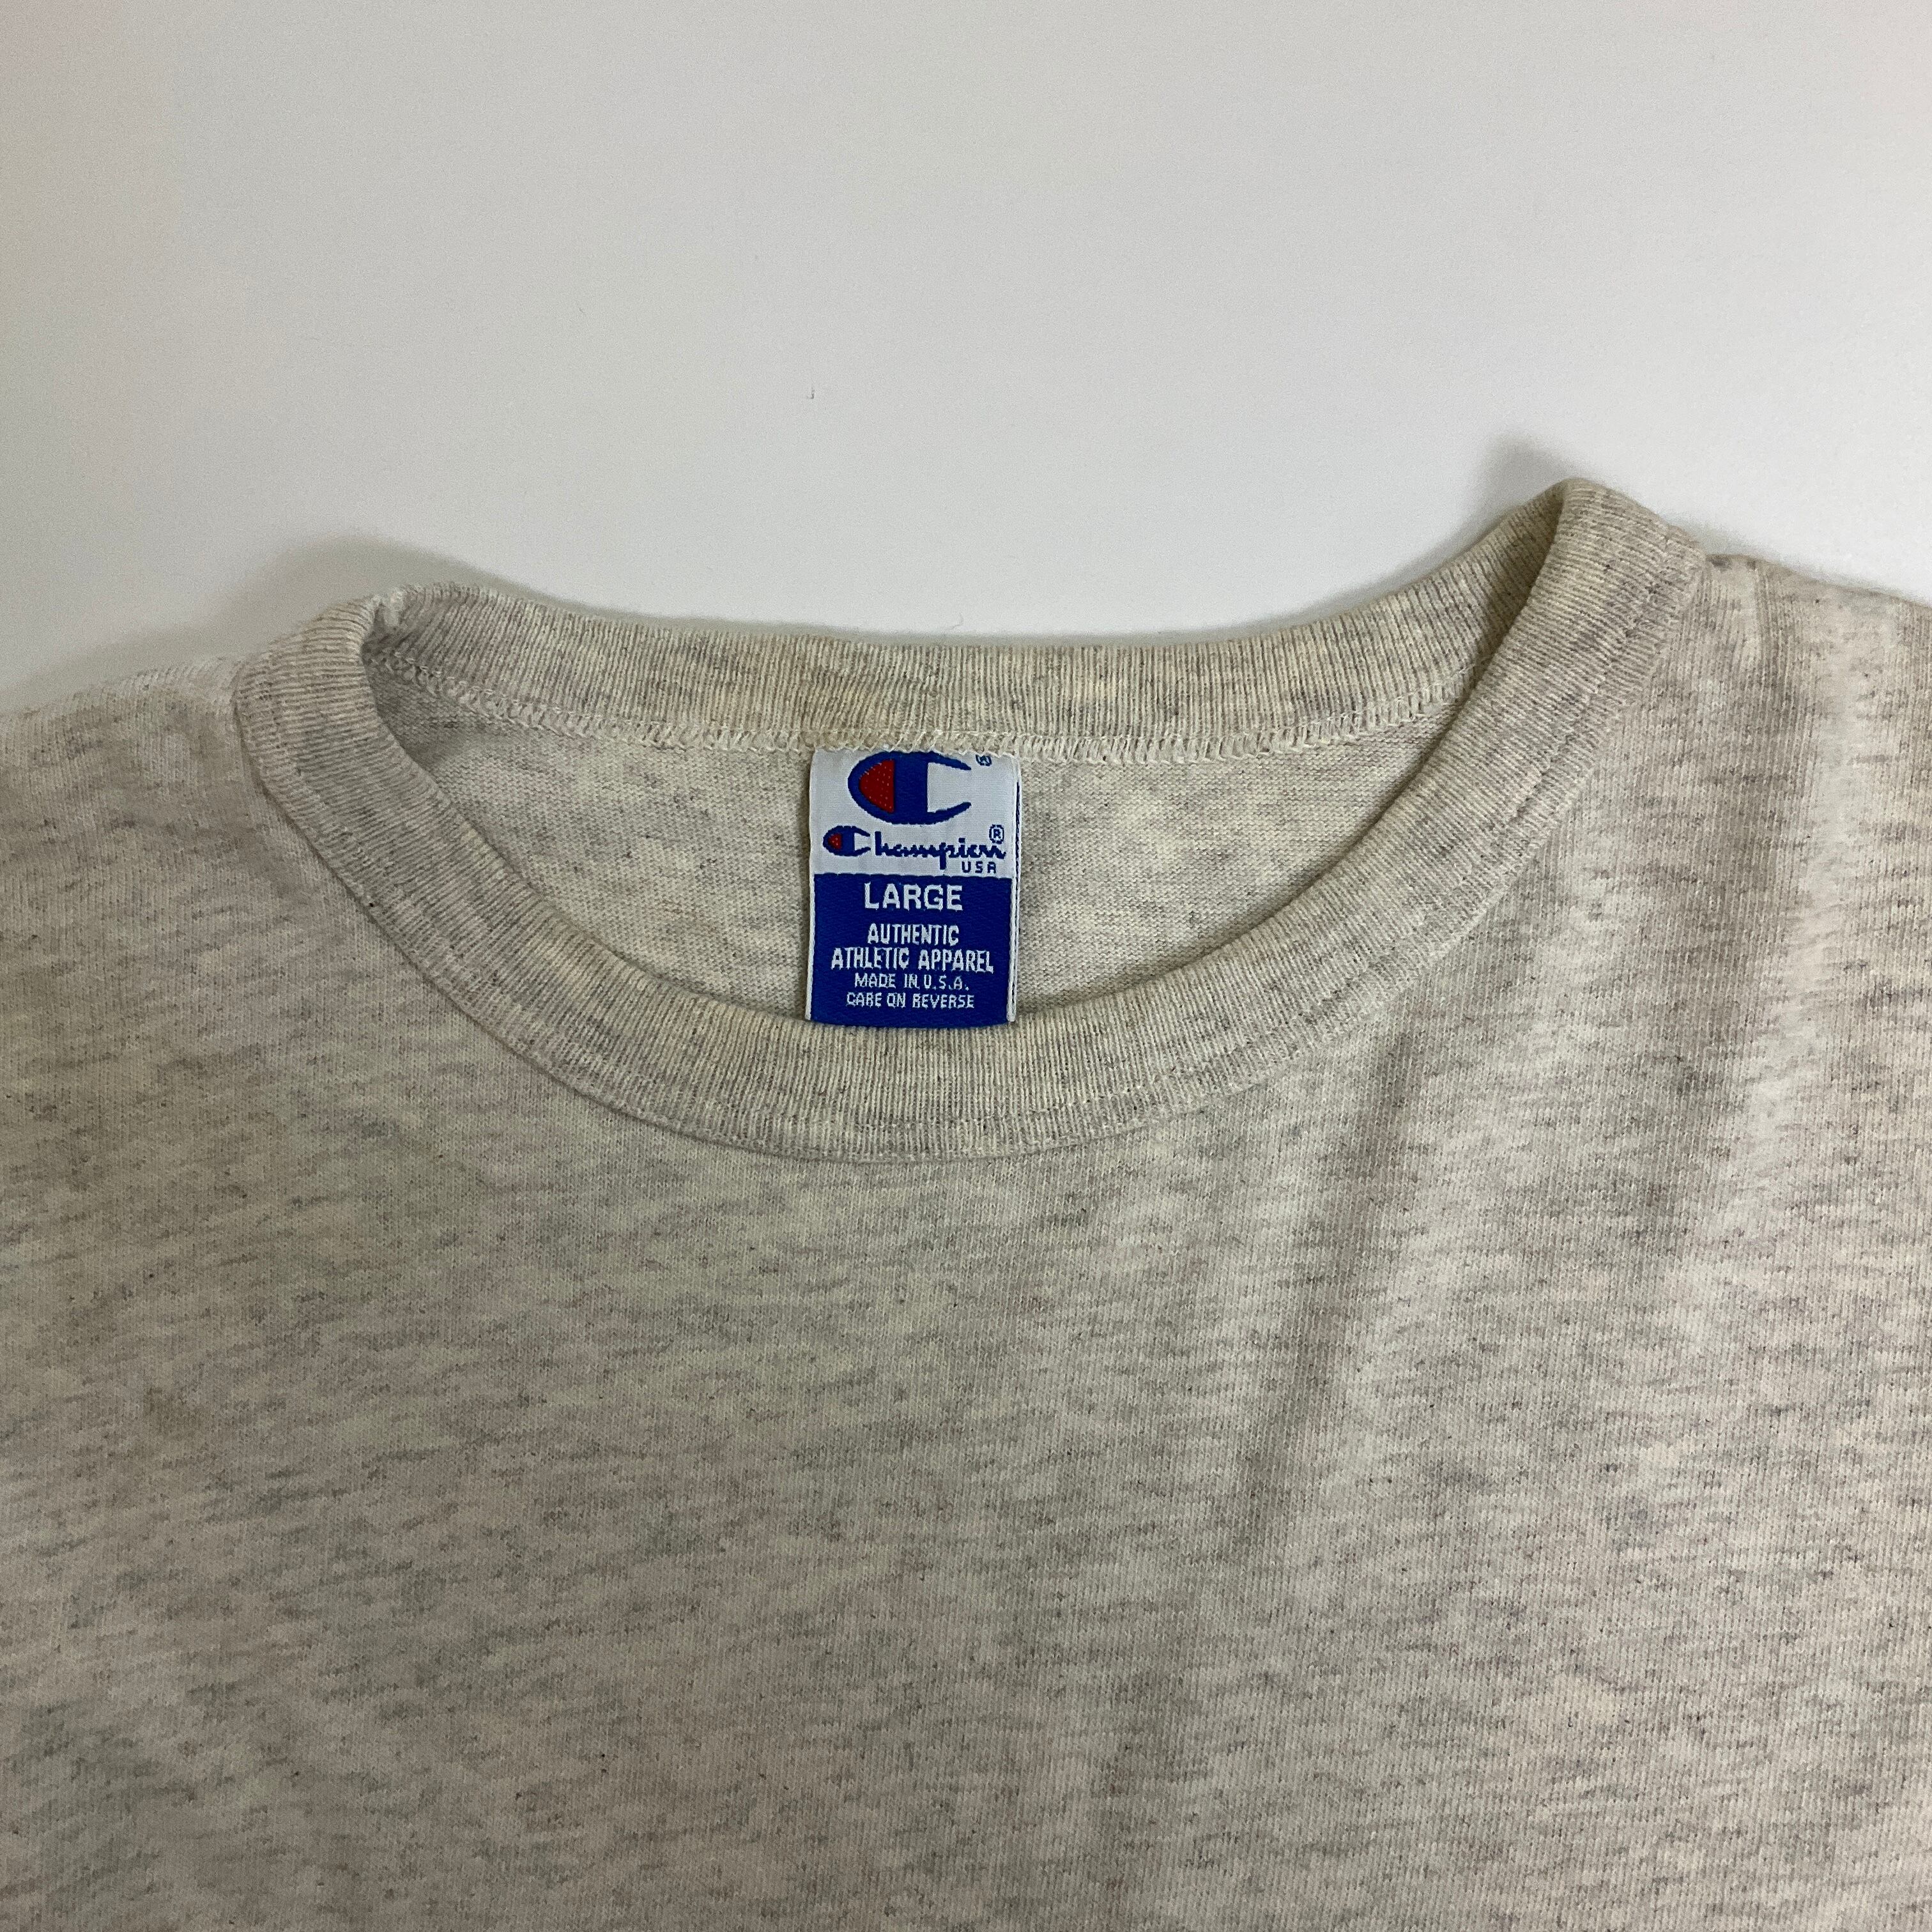 ®
Champion®
USA
LARGE
AUTHENTIC
ATHLETIC APPAREL
MADE IN U.S.A.
CARE ON REVERSE